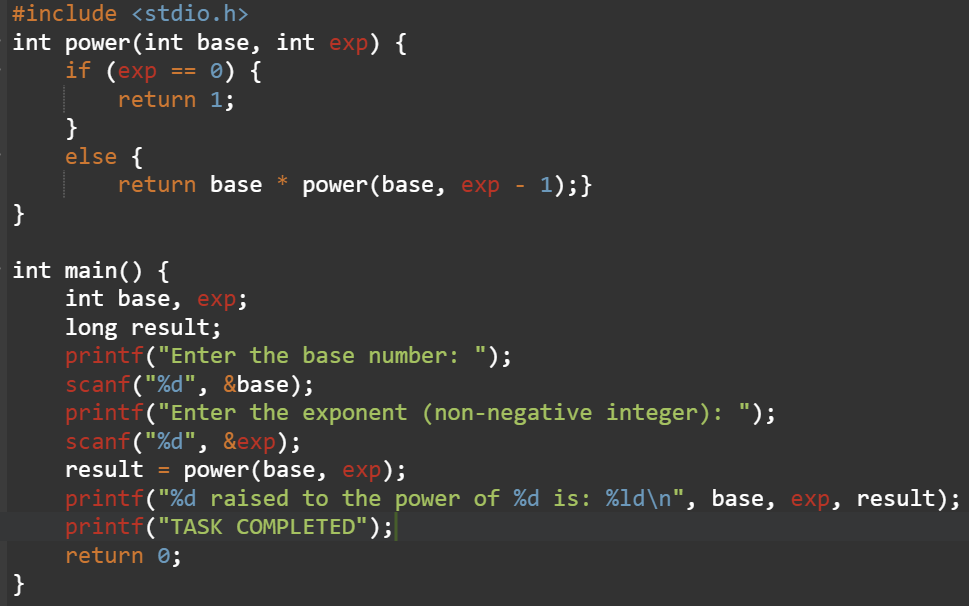 #include <stdio.h>
int power(int base, int exp) {
    if (exp == 0) {
        return 1;
    }
    else {
        return base * power(base, exp - 1);}
}

int main() {
    int base, exp;
    long result;
    printf("Enter the base number: ");
    scanf("%d", &base);
    printf("Enter the exponent (non-negative integer): ");
    scanf("%d", &exp);
    result = power(base, exp);
    printf("%d raised to the power of %d is: %ld\n", base, exp, result);
    printf("TASK COMPLETED");
    return 0;
}